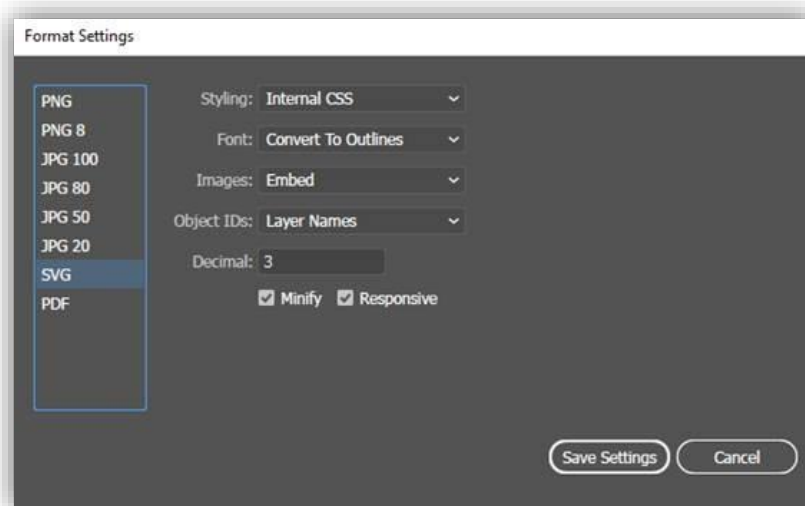 Format Settings
PNG
PNG 8
JPG 100
JPG 80
JPG 50
JPG 20
SVG
PDF
Styling: Internal CSS
Font: Convert To Outlines
Images: Embed
Object IDs: Layer Names
Decimal: 3
Minify Responsive
Save Settings Cancel